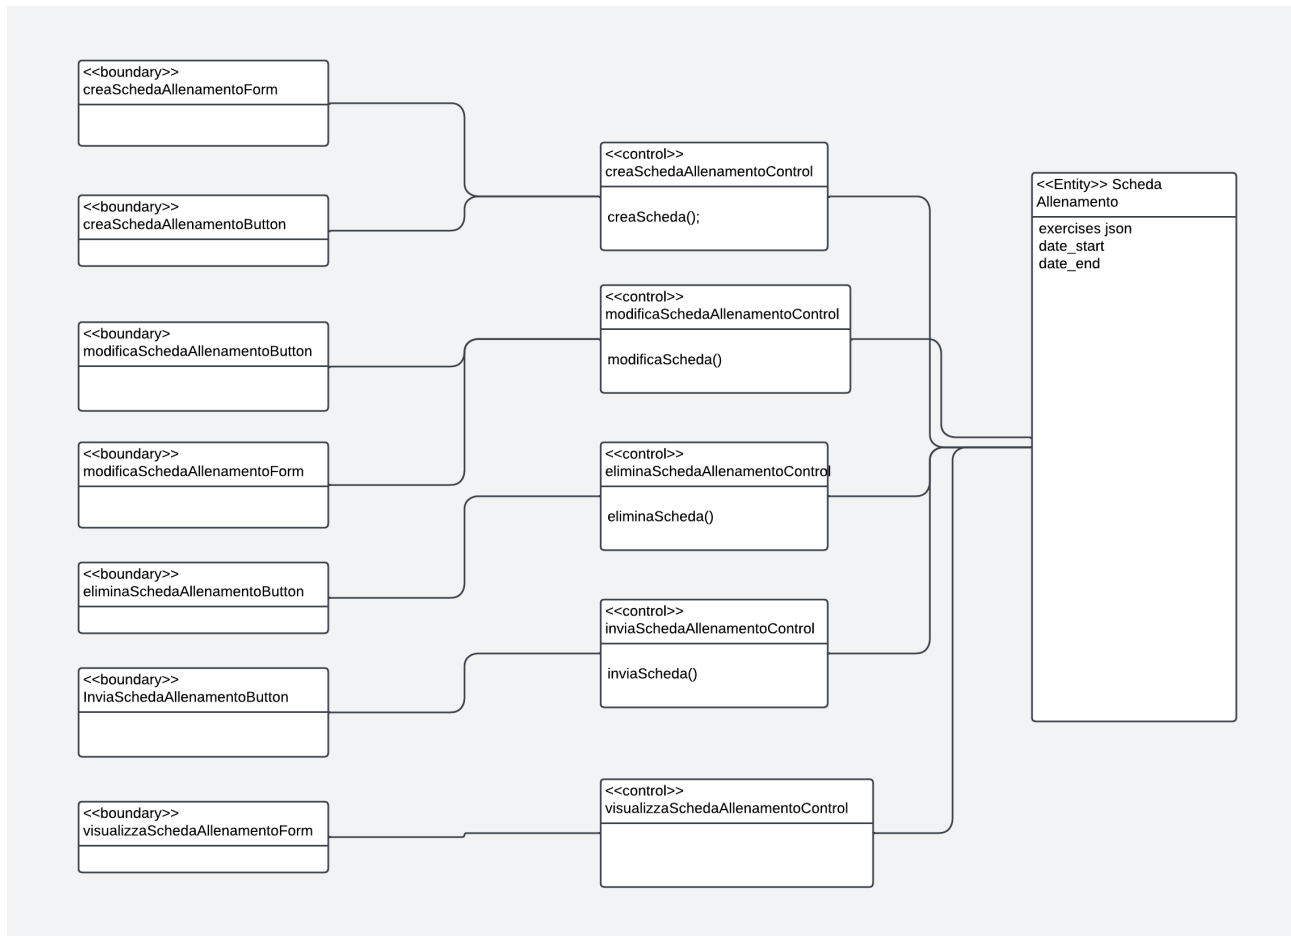 <<boundary>>
creaSchedaAllenamentoForm
<<boundary>>
creaSchedaAllenamentoButton
<<boundary>
modificaSchedaAllenamentoButton
<<boundary>>
modificaSchedaAllenamentoForm
<<boundary>>
eliminaSchedaAllenamentoButton
<<boundary>>
InviaSchedaAllenamentoButton
<<boundary>>
visualizzaSchedaAllenamentoForm
<<control>>
creaSchedaAllenamentoControl
creaScheda();
<<control>>
modificaSchedaAllenamentoControl
modificaScheda()
<<control>>
eliminaSchedaAllenamentoControl
eliminaScheda()
<<control>>
inviaSchedaAllenamentoControl
inviaScheda()
<<control>>
visualizzaSchedaAllenamentoControl
<<Entity>> Scheda
Allenamento
exercises json
date_start
date_end